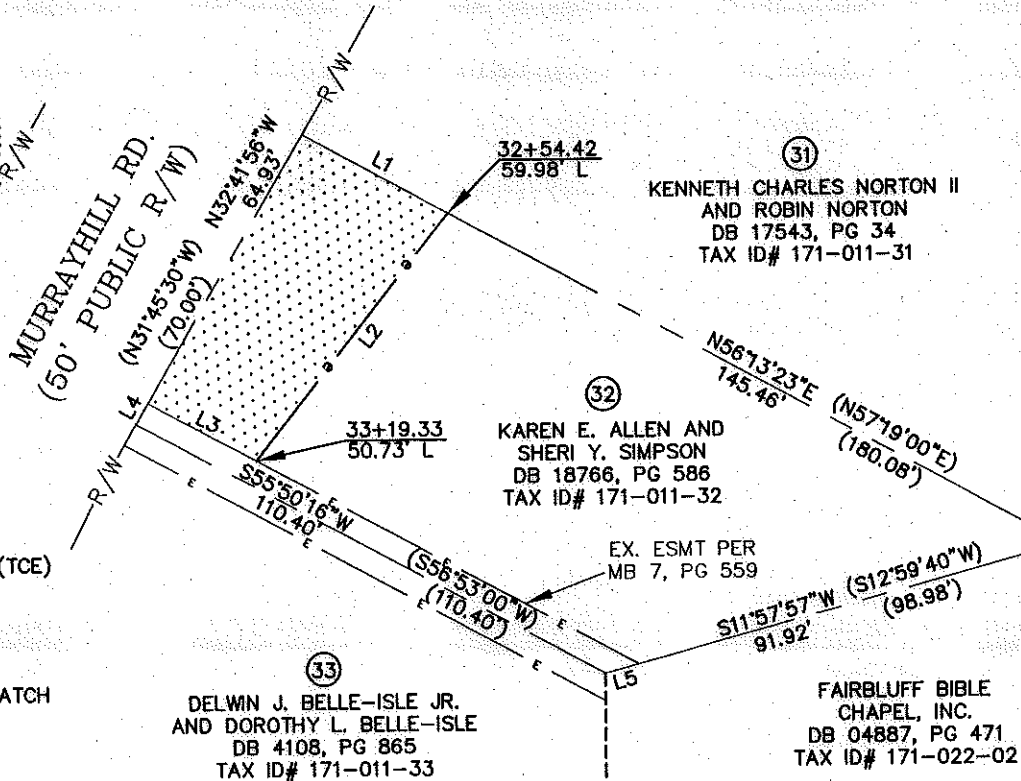 R/W
R/W
MURRAYHILL RD.
(50' PUBLIC R/W)
N32°41'56"W
64.93'
(N31°45'30"W)
(70.00')
L1
32+54.42
59.98' L
31
KENNETH CHARLES NORTON II
AND ROBIN NORTON
DB 17543, PG 34
TAX ID# 171-011-31
L2
N56°13'23"E (N57°19'00"E)
145.46' (180.08')
L4
L3
33+19.33
50.73' L
32
KAREN E. ALLEN AND
SHERI Y. SIMPSON
DB 18766, PG 586
TAX ID# 171-011-32
R/W
E E E E E E E
S55°50'16"W
110.40'
(S56°53'00"W)
(110.40')
EX. ESMT PER
MB 7, PG 559
(TCE)
S11°57'57"W (S12°59'40"W)
91.92' (98.98')
L5
ATCH
33
DELWIN J. BELLE-ISLE JR.
AND DOROTHY L. BELLE-ISLE
DB 4108, PG 865
TAX ID# 171-011-33
FAIRBLUFF BIBLE
CHAPEL, INC.
DB 04887, PG 471
TAX ID# 171-022-02